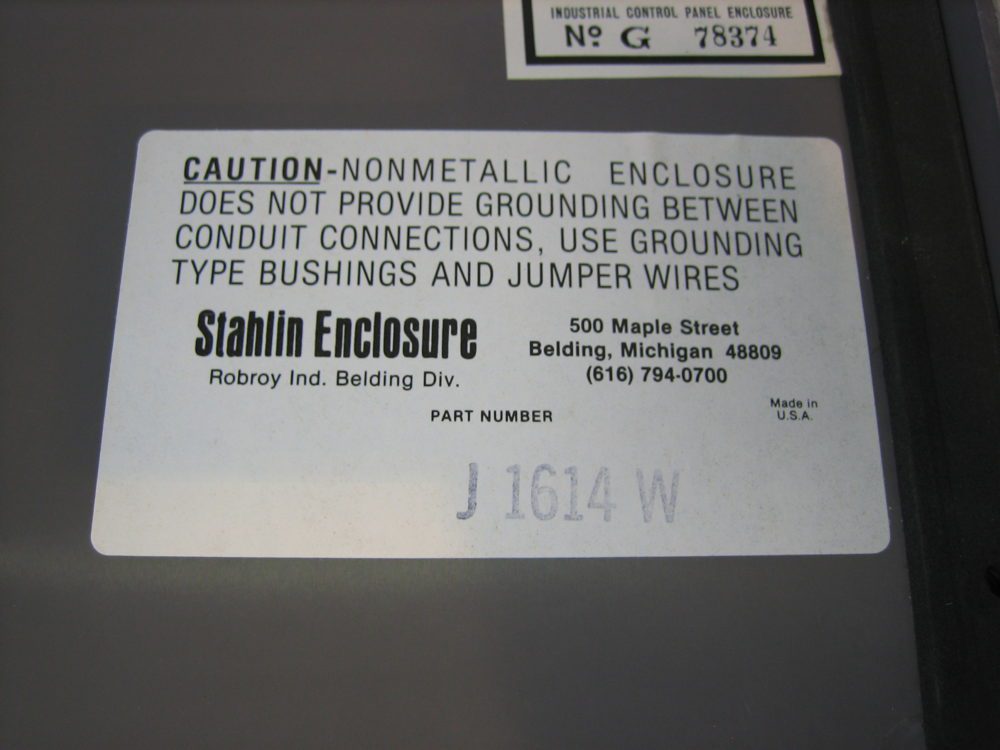 INDUSTRIAL CONTROL PANEL ENCLOSURE
Nº G 78374
CAUTION-NONMETALLIC ENCLOSURE
DOES NOT PROVIDE GROUNDING BETWEEN
CONDUIT CONNECTIONS, USE GROUNDING
TYPE BUSHINGS AND JUMPER WIRES
Stahlin Enclosure
Robroy Ind. Belding Div.
500 Maple Street
Belding, Michigan 48809
(616) 794-0700
PART NUMBER
Made in
U.S.A.
J 1614 W